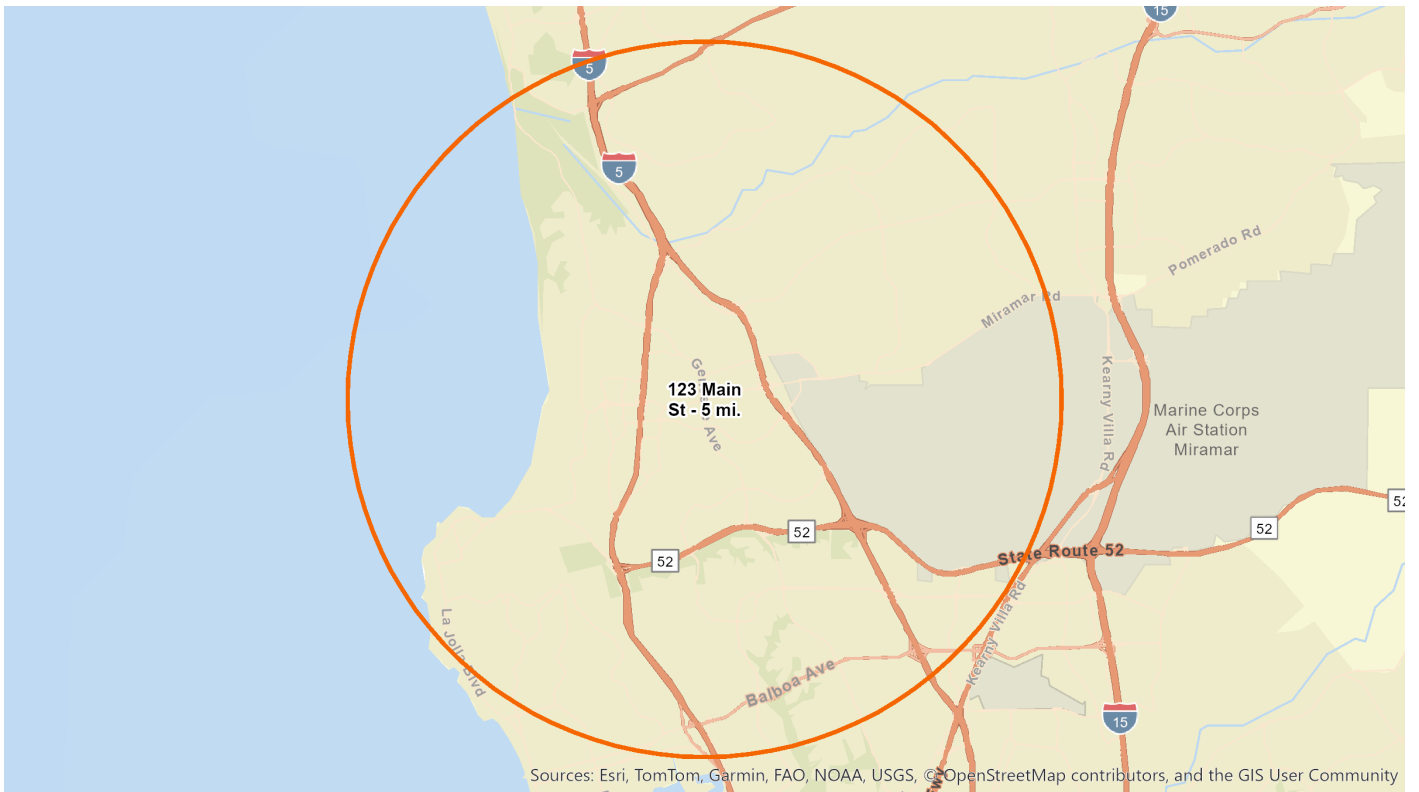 15
5
5
Pomerado Rd
Miramar Rd
Kearny Villa Rd
123 Main
St - 5 mi.
Ave
Marine Corps
Air Station
Miramar
52
52
52
52
State Route 52
Kearny Villa Rd
La Jolla Blvd
Balboa Ave
15
Sources: Esri, TomTom, Garmin, FAO, NOAA, USGS, © OpenStreetMap contributors, and the GIS User Community